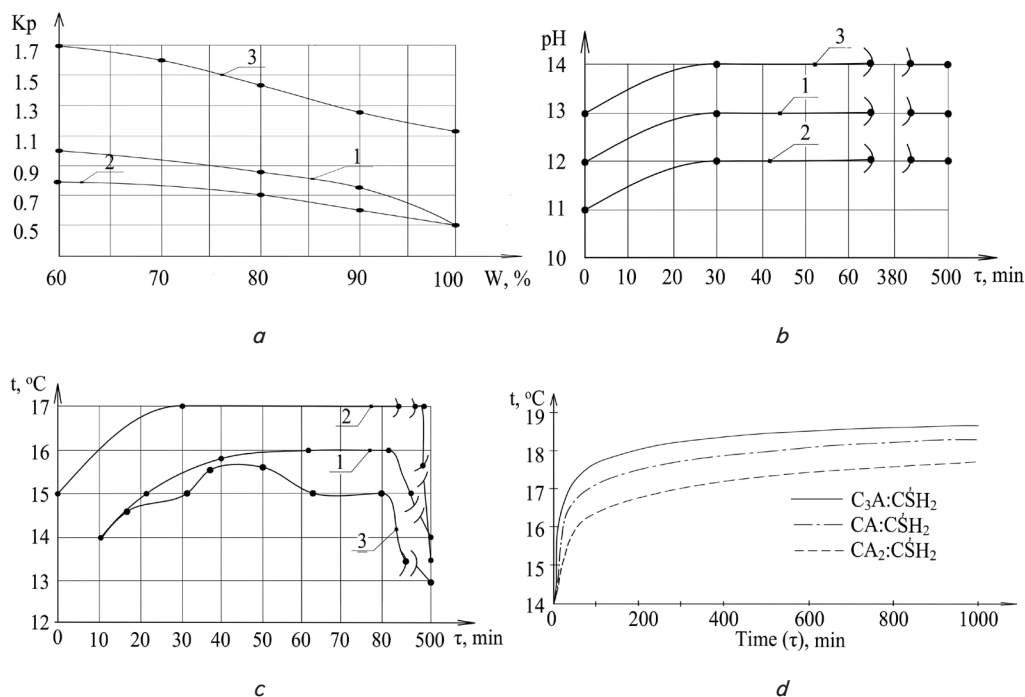 Kp
1.7
1.5
1.3
1.1
0.9
0.7
0.5
3
1
2
60 70 80 90 100 W, %
a
pH
14
13
12
11
10
3
1
2
0 10 20 30 40 50 60 380 500 τ, min
b
t, °C
17
16
15
14
13
12
2
1
3
0 10 20 30 40 50 60 70 80 500 τ, min
c
t, °C
19
18
17
16
15
14
C₃A:CŚH₂
CA:CŚH₂
CA₂:CŚH₂
0 200 400 600 800 1000
Time (τ), min
d